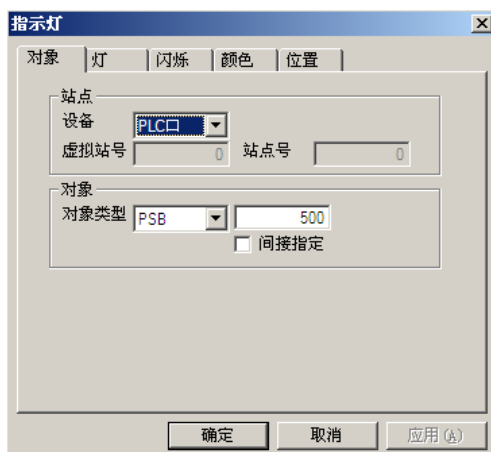 指示灯
对象 灯 闪烁 颜色 位置
站点
设备 PLC口
虚拟站号 0 站点号 0
对象
对象类型 PSB 500
间接指定
确定 取消 应用(A)